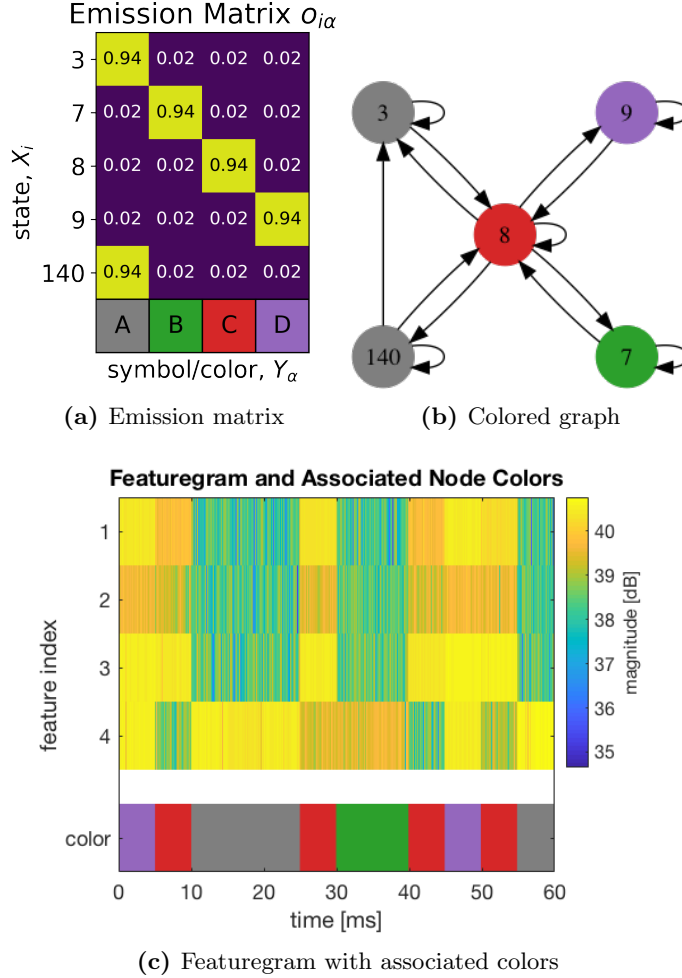 Emission Matrix o_{iα}
state, X_i
3 0.94 0.02 0.02 0.02
7 0.02 0.94 0.02 0.02
8 0.02 0.02 0.94 0.02
9 0.02 0.02 0.02 0.94
140 0.94 0.02 0.02 0.02
A B C D
symbol/color, Y_α
(a) Emission matrix
3
9
8
140
7
(b) Colored graph
Featuregram and Associated Node Colors
feature index
1
2
3
4
color
0 10 20 30 40 50 60
time [ms]
40
39
38
37
36
35
magnitude [dB]
(c) Featuregram with associated colors